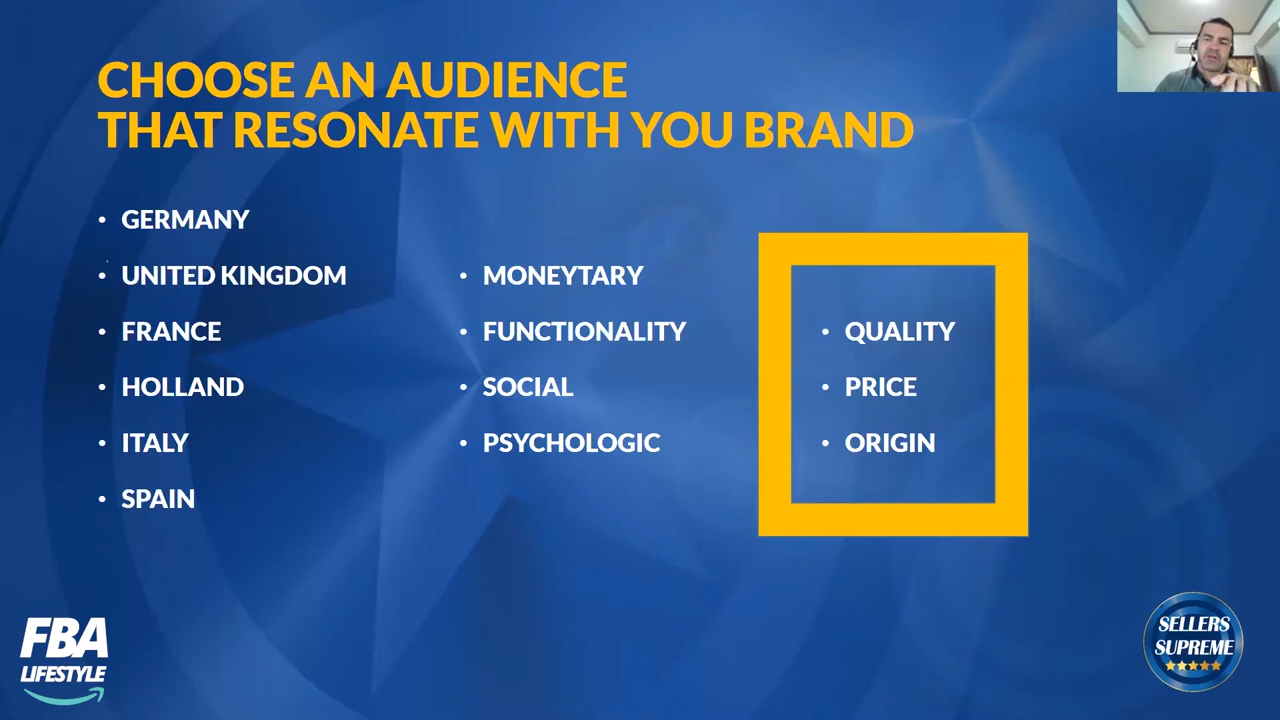 CHOOSE AN AUDIENCE
THAT RESONATE WITH YOU BRAND
• GERMANY
• UNITED KINGDOM
• FRANCE
• HOLLAND
• ITALY
• SPAIN
• MONEYTARY
• FUNCTIONALITY
• SOCIAL
• PSYCHOLOGIC
• QUALITY
• PRICE
• ORIGIN
FBA
LIFESTYLE
SELLERS
SUPREME